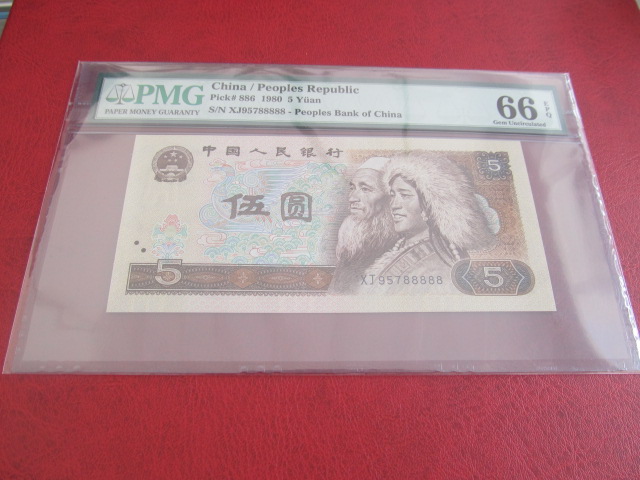 PMG
PAPER MONEY GUARANTY
China / Peoples Republic
Pick# 886 1980 5 Yüan
S/N XJ95788888 - Peoples Bank of China
66 EPQ
Gem Uncirculated
中国人民银行
5
伍圆
5
XJ95788888
5